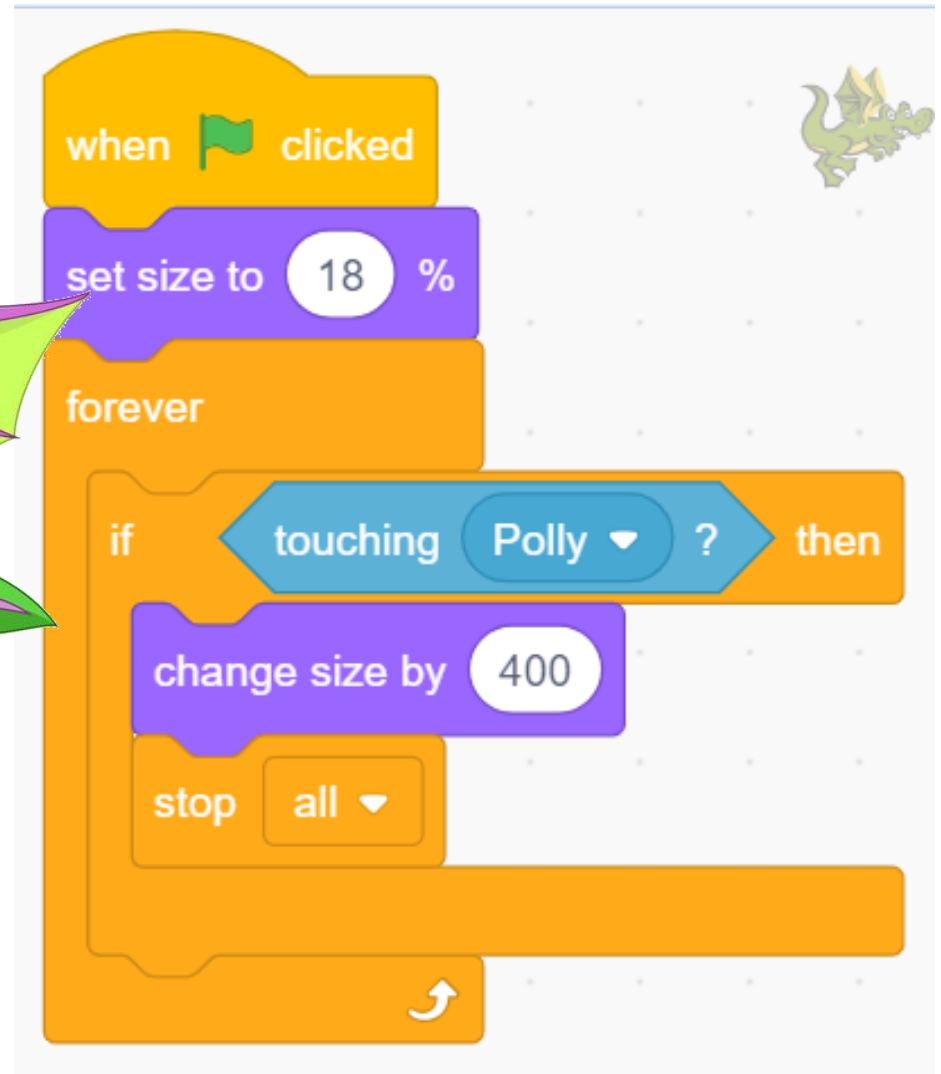 when clicked
set size to 18 %
forever
if touching Polly ? then
change size by 400
stop all